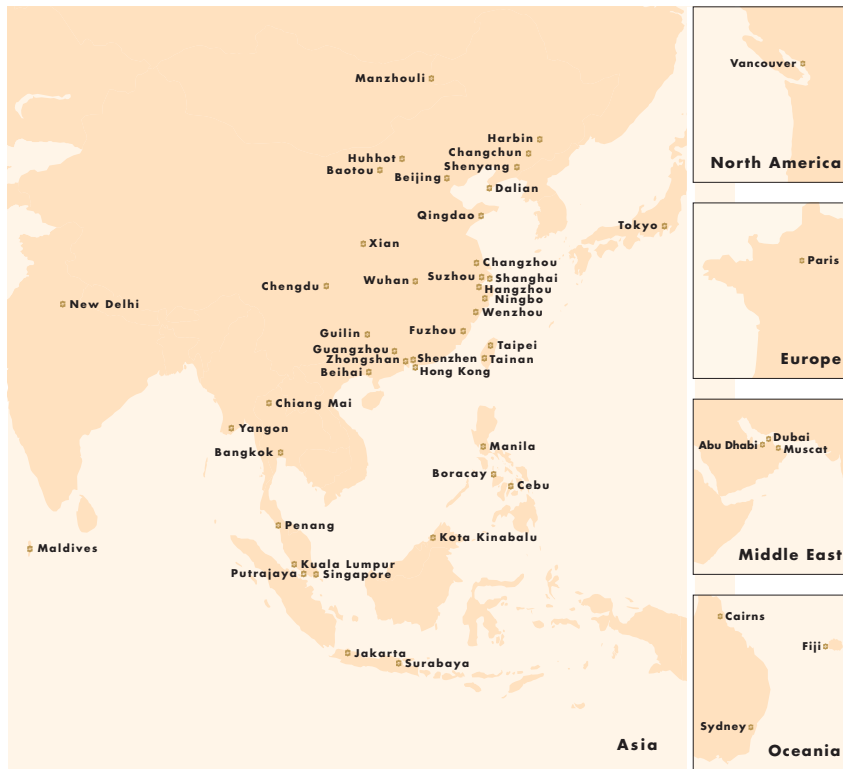 Manzhouli
Harbin
Changchun
Huhhot
Shenyang
Baotou
Beijing
Dalian
Qingdao
Tokyo
Xian
Changzhou
Suzhou
Shanghai
Wuhan
Chengdu
Hangzhou
Ningbo
New Delhi
Wenzhou
Fuzhou
Guilin
Taipei
Guangzhou
Zhongshan
Shenzhen
Tainan
Beihai
Hong Kong
Chiang Mai
Yangon
Manila
Bangkok
Boracay
Cebu
Penang
Kota Kinabalu
Maldives
Kuala Lumpur
Putrajaya
Singapore
Jakarta
Surabaya
Asia
Vancouver
North America
Paris
Europe
Dubai
Abu Dhabi
Muscat
Middle East
Cairns
Fiji
Sydney
Oceania